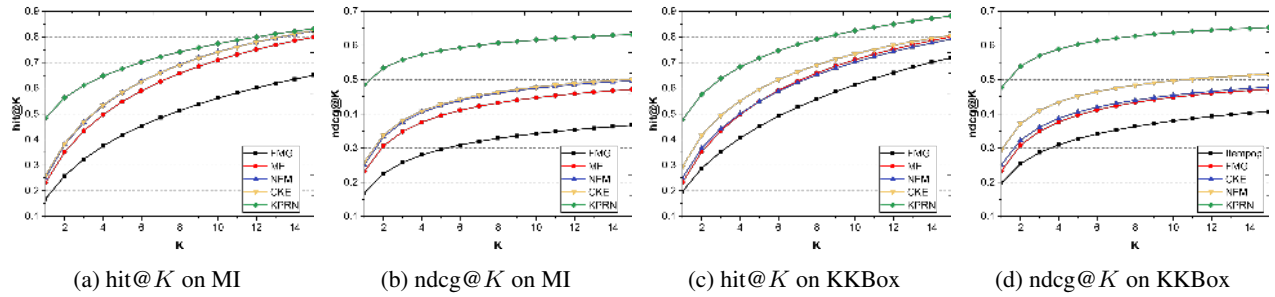 0.9
0.8
0.7
0.6
0.5
0.4
0.3
0.2
0.1
hit@K
FMG
MF
NFM
CKE
KPRN
2 4 6 8 10 12 14
K
(a) hit@K on MI
0.7
0.6
0.5
0.4
0.3
0.2
0.1
ndcg@K
FMG
MF
NFM
CKE
KPRN
2 4 6 8 10 12 14
K
(b) ndcg@K on MI
0.9
0.8
0.7
0.6
0.5
0.4
0.3
0.2
0.1
hit@K
FMG
MF
NFM
CKE
KPRN
2 4 6 8 10 12 14
K
(c) hit@K on KKBox
0.7
0.6
0.5
0.4
0.3
0.2
0.1
ndcg@K
Itempop
FMG
NFM
CKE
KPRN
2 4 6 8 10 12 14
K
(d) ndcg@K on KKBox